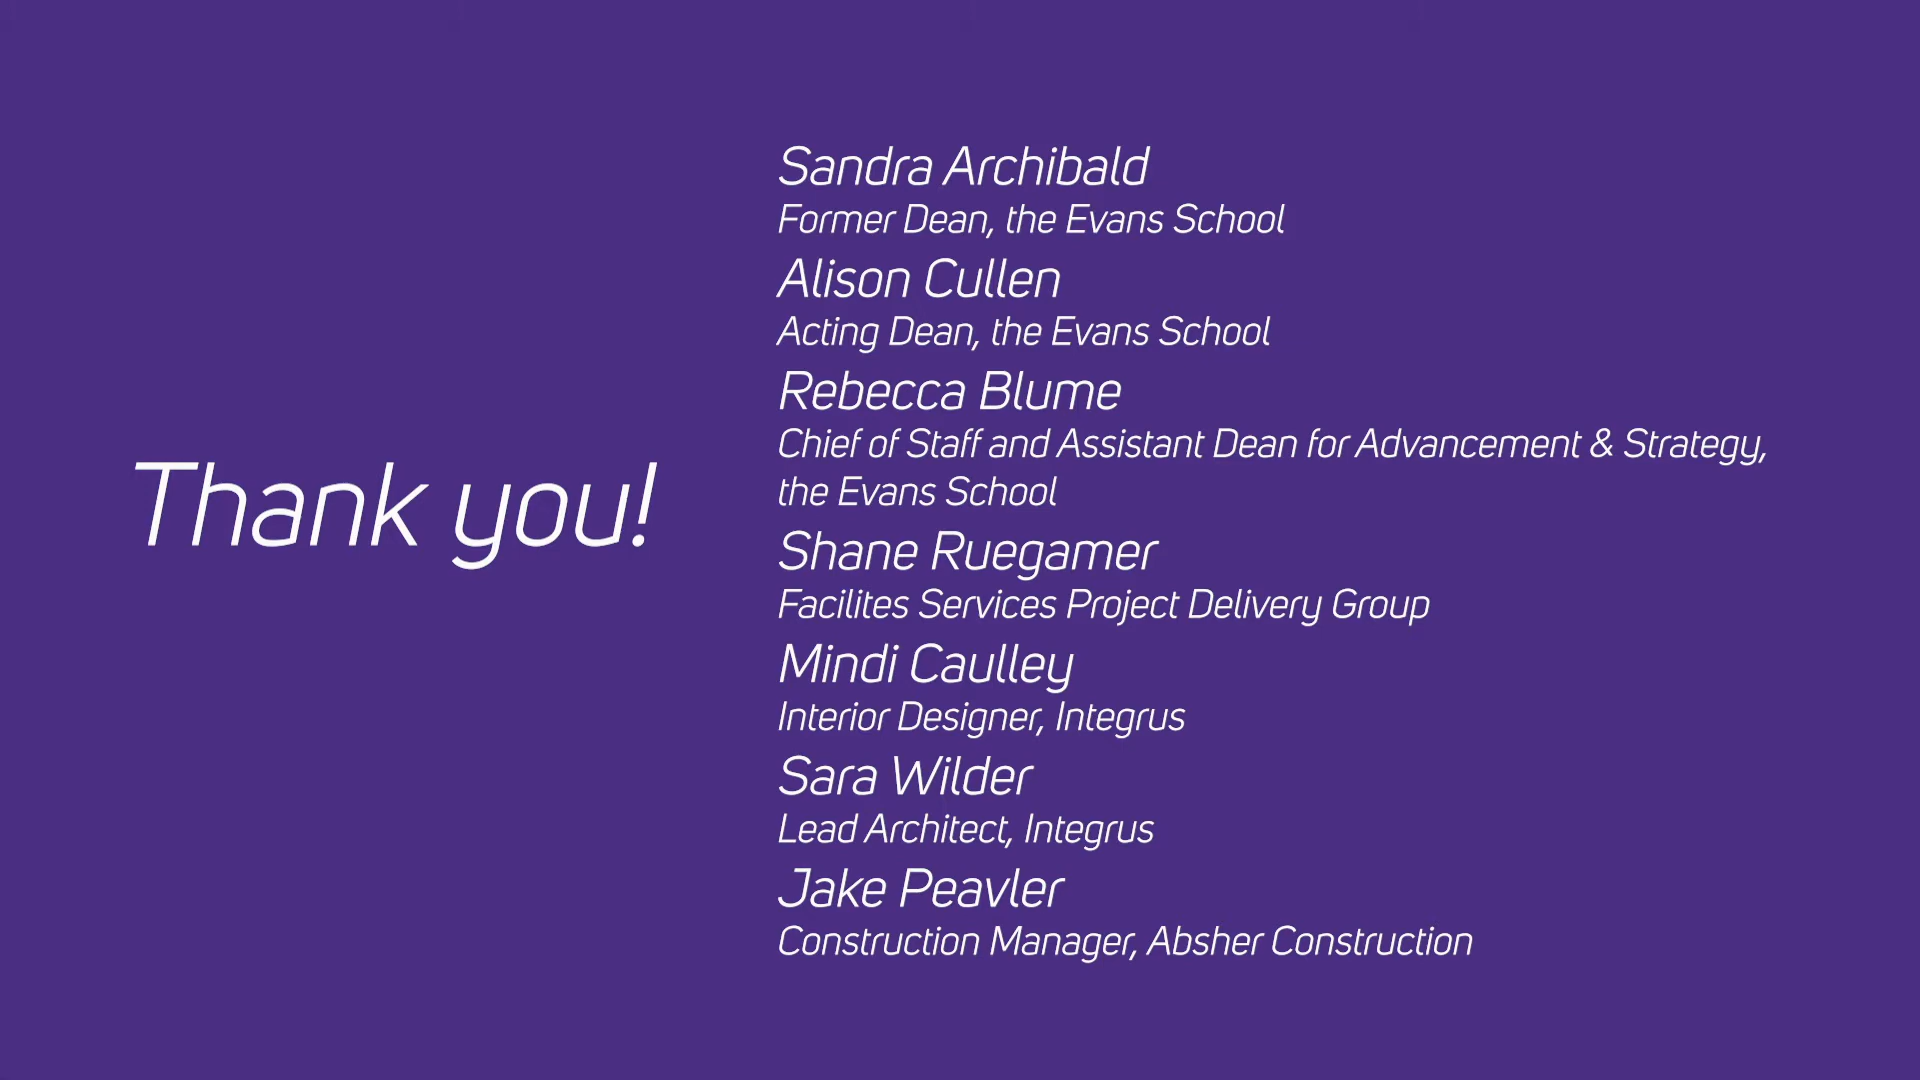 Thank you!
Sandra Archibald
Former Dean, the Evans School
Alison Cullen
Acting Dean, the Evans School
Rebecca Blume
Chief of Staff and Assistant Dean for Advancement & Strategy,
the Evans School
Shane Ruegamer
Facilites Services Project Delivery Group
Mindi Caulley
Interior Designer, Integrus
Sara Wilder
Lead Architect, Integrus
Jake Peavler
Construction Manager, Absher Construction